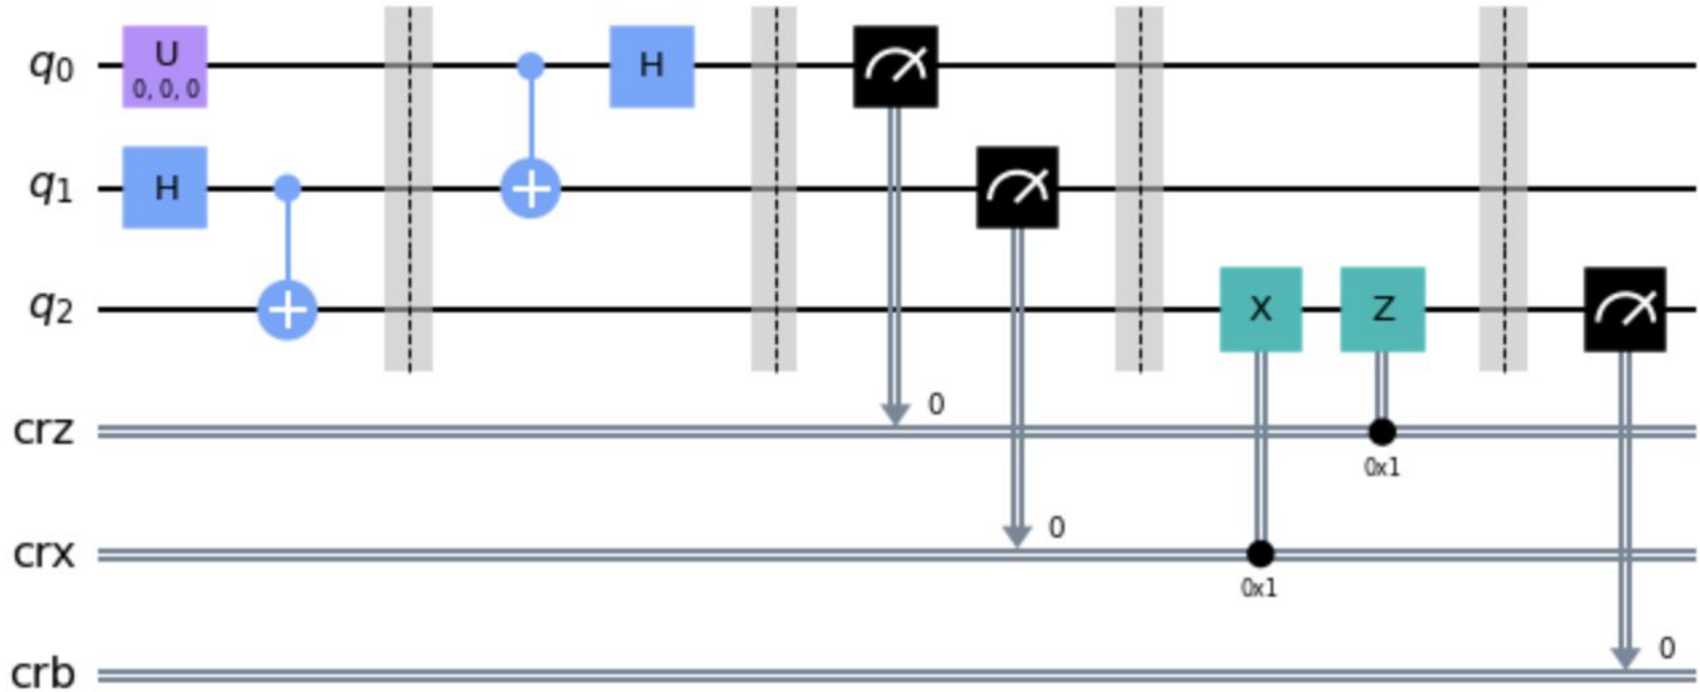 q0 U H
0, 0, 0
q1 H
q2 X Z
crz 0
0x1
crx 0
0x1
crb 0